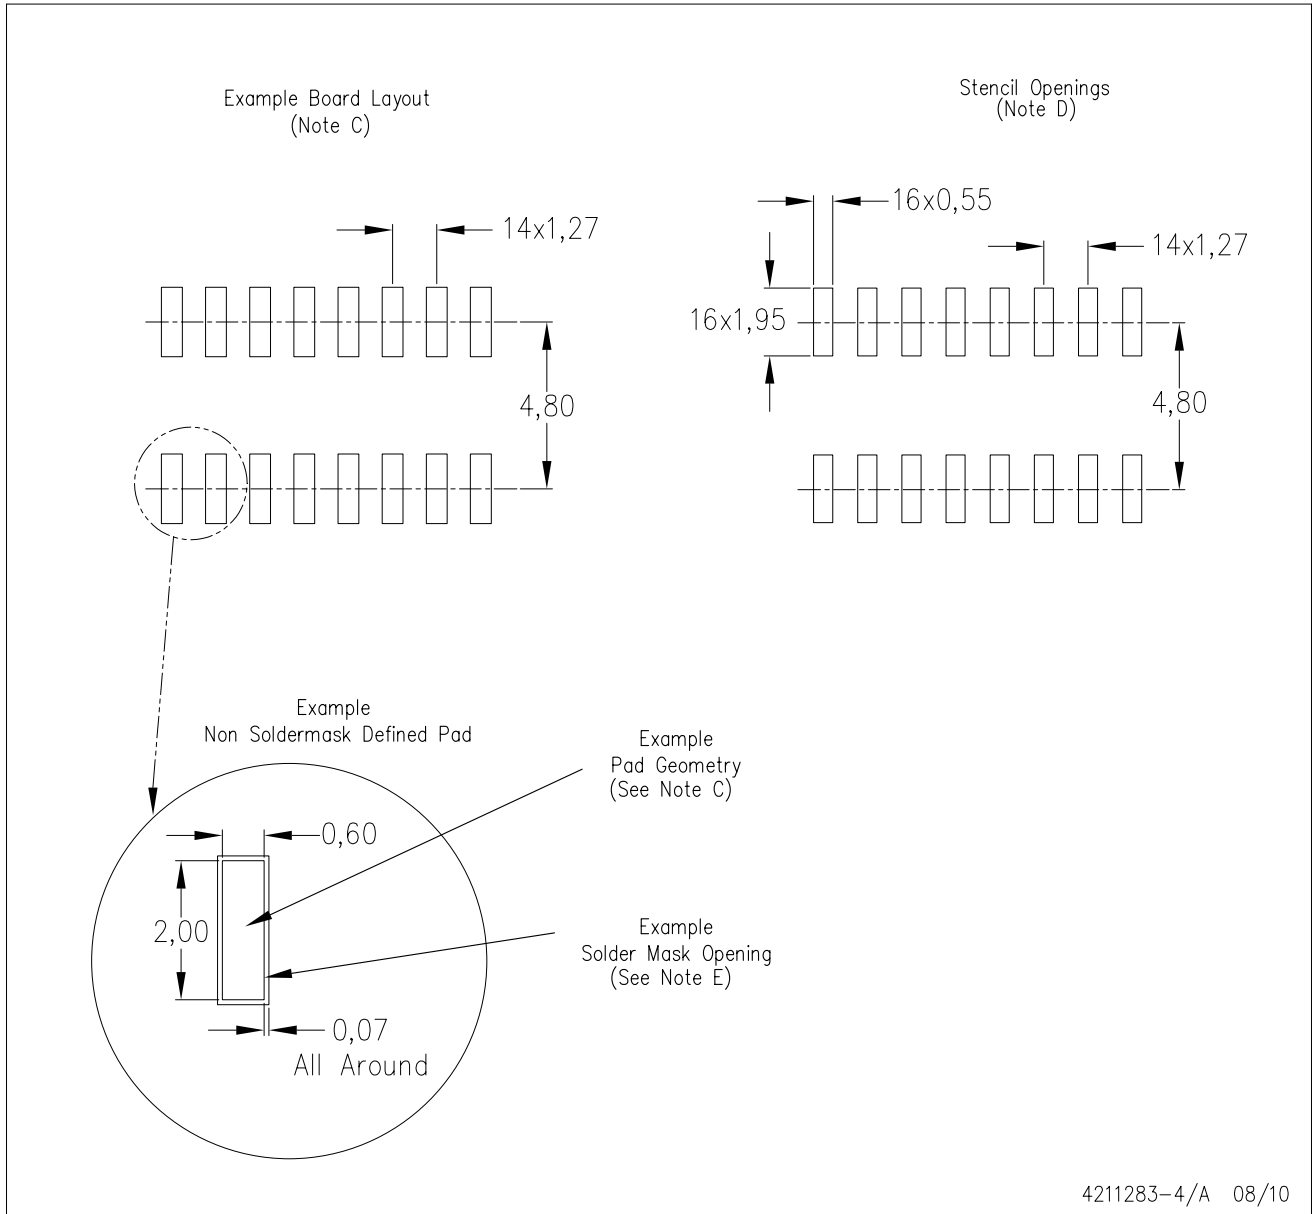 Example Board Layout
(Note C)
Stencil Openings
(Note D)
14x1,27
4,80
16x0,55
14x1,27
16x1,95
4,80
Example
Non Soldermask Defined Pad
Example
Pad Geometry
(See Note C)
0,60
2,00
Example
Solder Mask Opening
(See Note E)
0,07
All Around
4211283-4/A 08/10